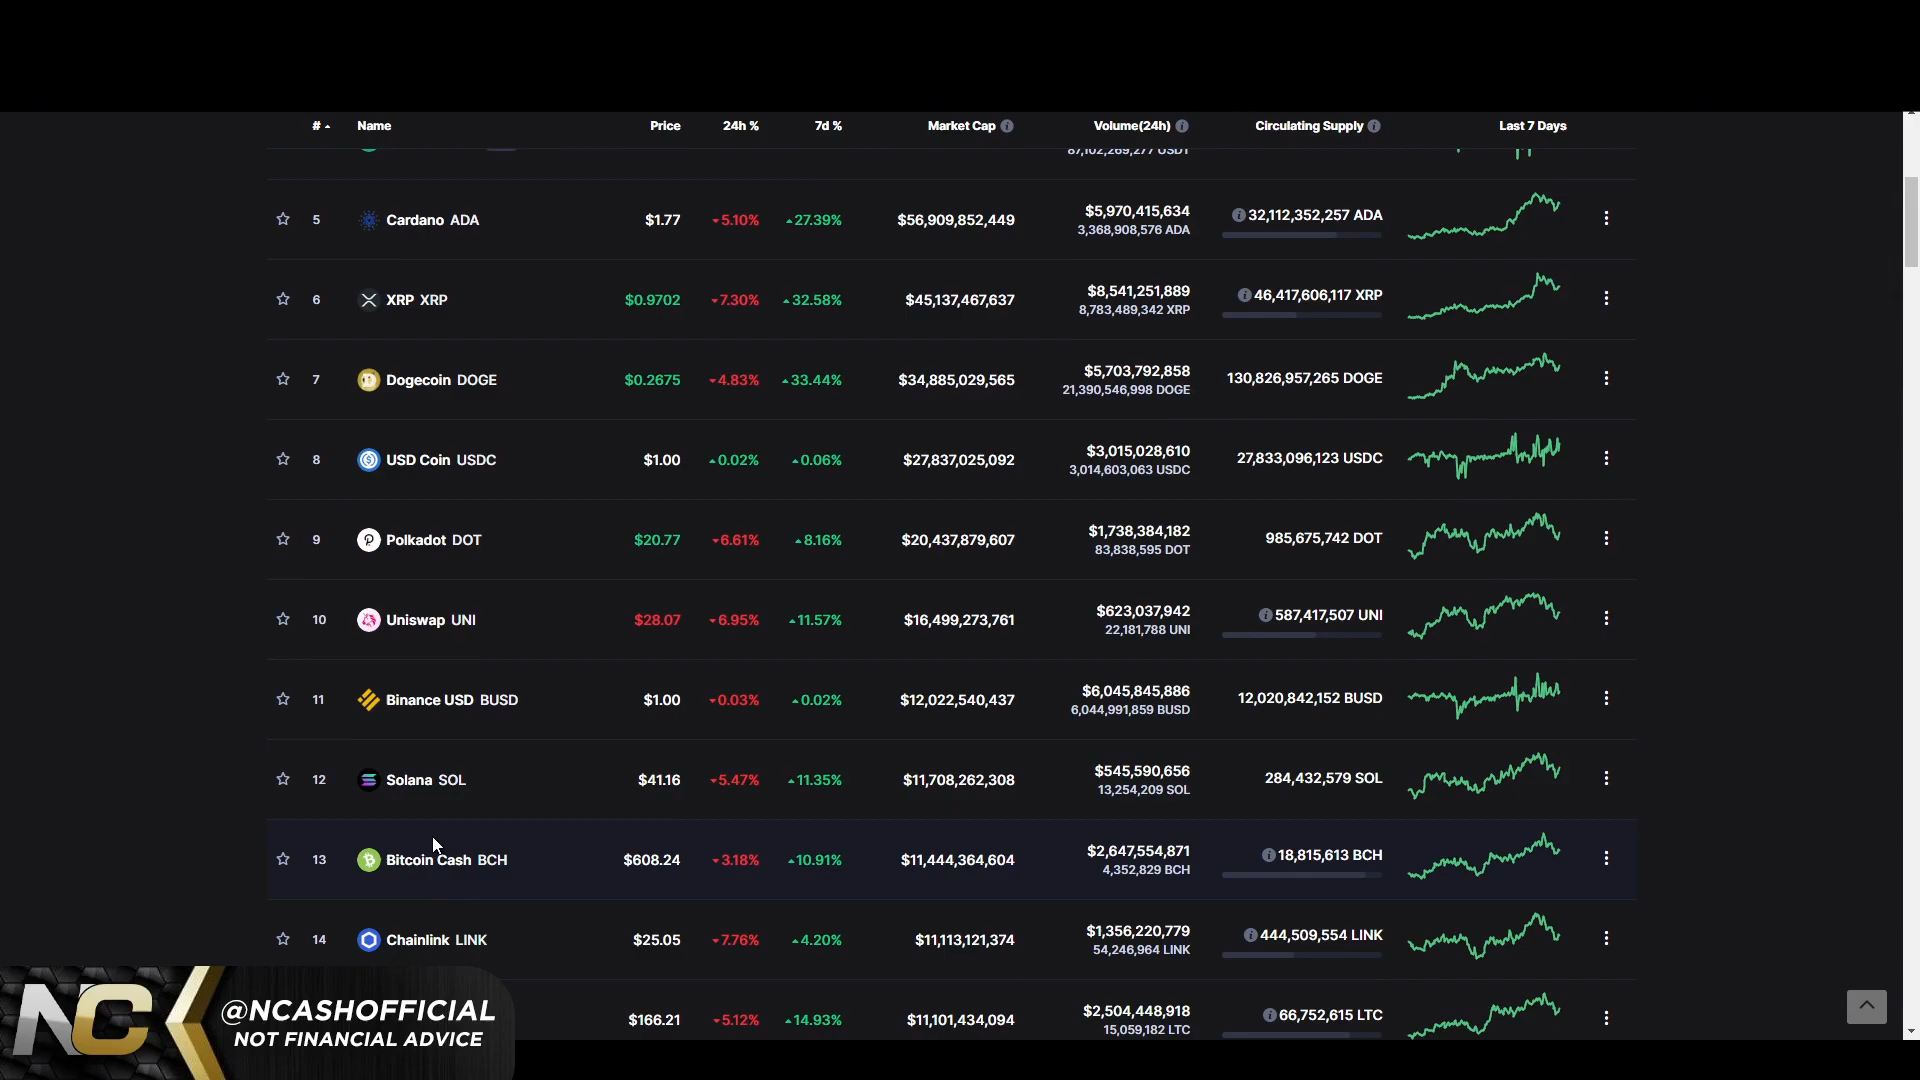 # Name Price 24h % 7d % Market Cap Volume(24h) Circulating Supply Last 7 Days
87,102,269,277 USDT
5 Cardano ADA $1.77 5.10% 27.39% $56,909,852,449 $5,970,415,634 32,112,352,257 ADA
3,368,908,576 ADA
6 XRP XRP $0.9702 7.30% 32.58% $45,137,467,637 $8,541,251,889 46,417,606,117 XRP
8,783,489,342 XRP
7 Dogecoin DOGE $0.2675 4.83% 33.44% $34,885,029,565 $5,703,792,858 130,826,957,265 DOGE
21,390,546,998 DOGE
8 USD Coin USDC $1.00 0.02% 0.06% $27,837,025,092 $3,015,028,610 27,833,096,123 USDC
3,014,603,063 USDC
9 Polkadot DOT $20.77 6.61% 8.16% $20,437,879,607 $1,738,384,182 985,675,742 DOT
83,838,595 DOT
10 Uniswap UNI $28.07 6.95% 11.57% $16,499,273,761 $623,037,942 587,417,507 UNI
22,181,788 UNI
11 Binance USD BUSD $1.00 0.03% 0.02% $12,022,540,437 $6,045,845,886 12,020,842,152 BUSD
6,044,991,859 BUSD
12 Solana SOL $41.16 5.47% 11.35% $11,708,262,308 $545,590,656 284,432,579 SOL
13,254,209 SOL
13 Bitcoin Cash BCH $608.24 3.18% 10.91% $11,444,364,604 $2,647,554,871 18,815,613 BCH
4,352,829 BCH
14 Chainlink LINK $25.05 7.76% 4.20% $11,113,121,374 $1,356,220,779 444,509,554 LINK
54,246,964 LINK
$166.21 5.12% 14.93% $11,101,434,094 $2,504,448,918 66,752,615 LTC
15,059,182 LTC
NC @NCASHOFFICIAL
NOT FINANCIAL ADVICE